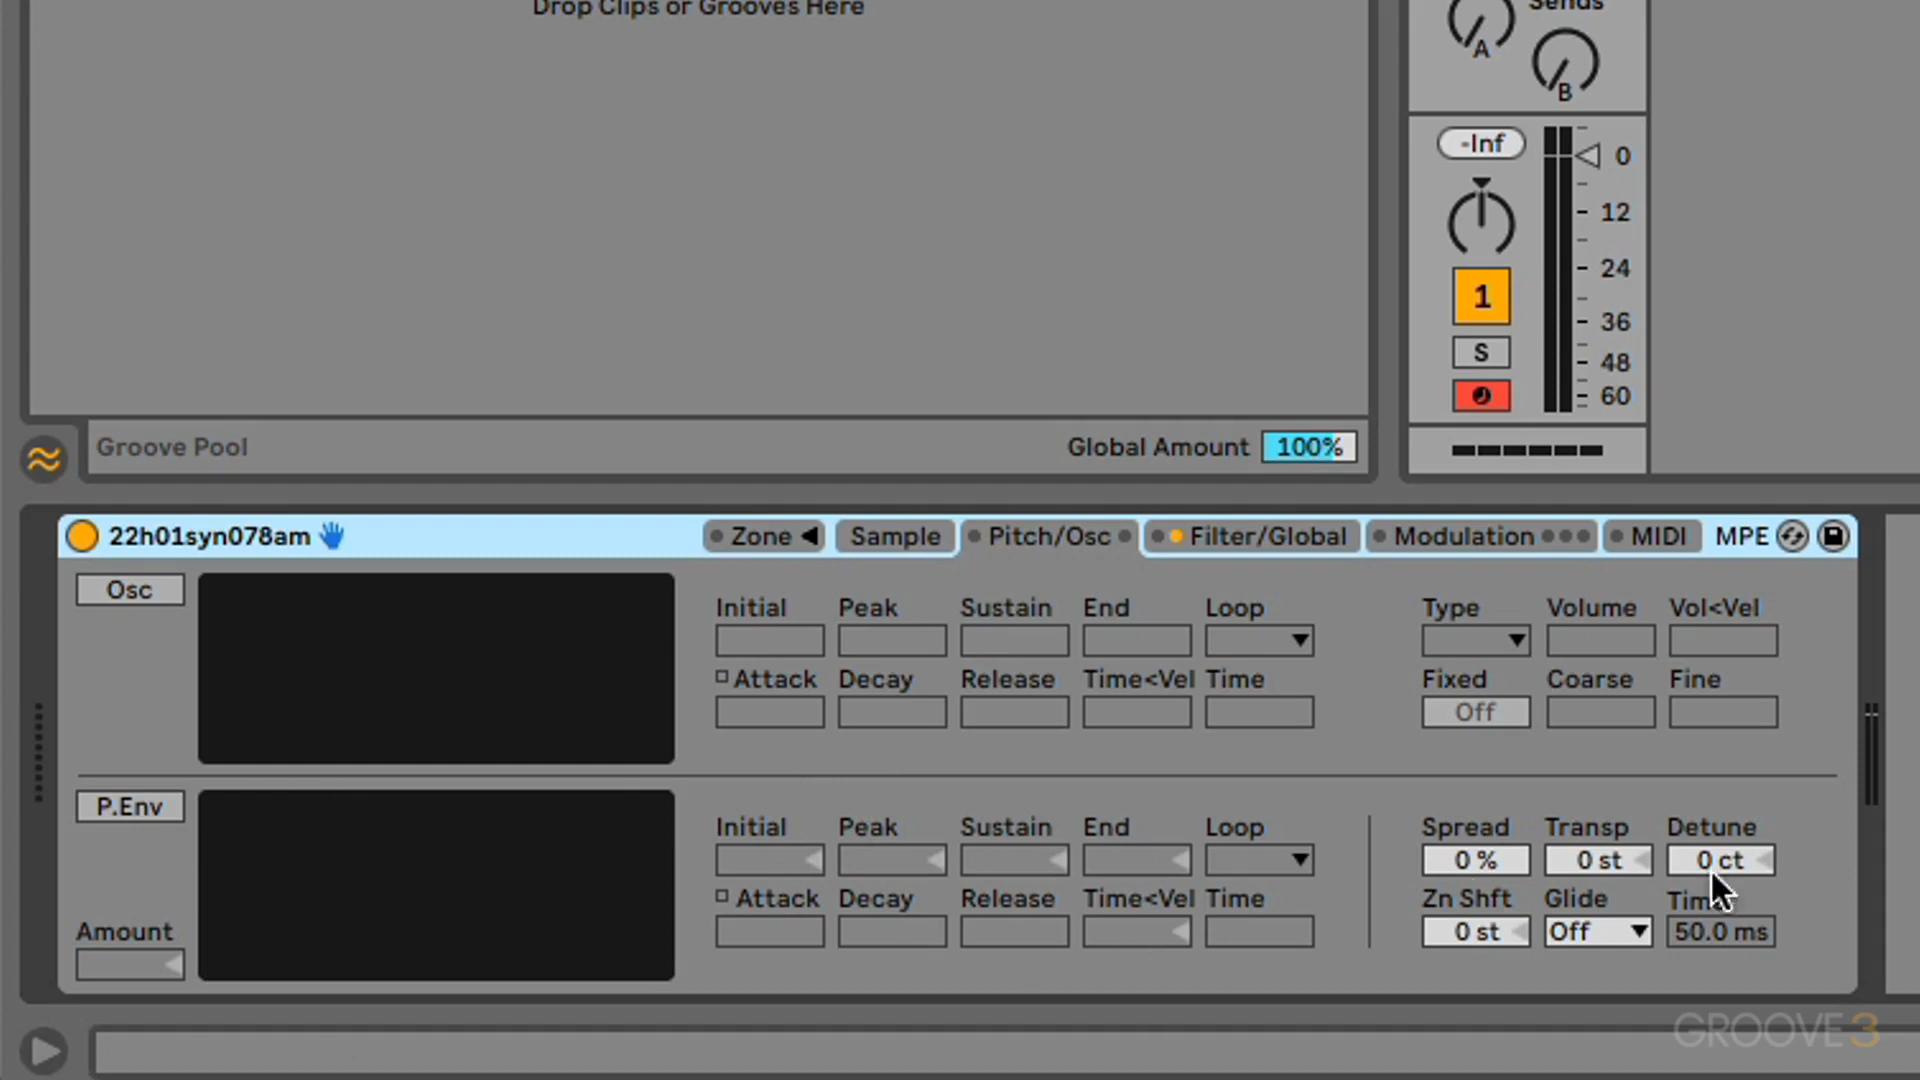 Drop Clips or Grooves Here
Sends
A
B
-Inf
0
12
24
36
48
60
1
S
Groove Pool
Global Amount 100%
22h01syn078am
Zone Sample Pitch/Osc Filter/Global Modulation MIDI MPE
Osc
Initial Peak Sustain End Loop Type Volume Vol<Vel
Attack Decay Release Time<Vel Time Fixed Coarse Fine
Off
P.Env
Initial Peak Sustain End Loop Spread Transp Detune
0 % 0 st 0 ct
Attack Decay Release Time<Vel Time Zn Shft Glide
Amount
0 st Off 50.0 ms
GROOVE3